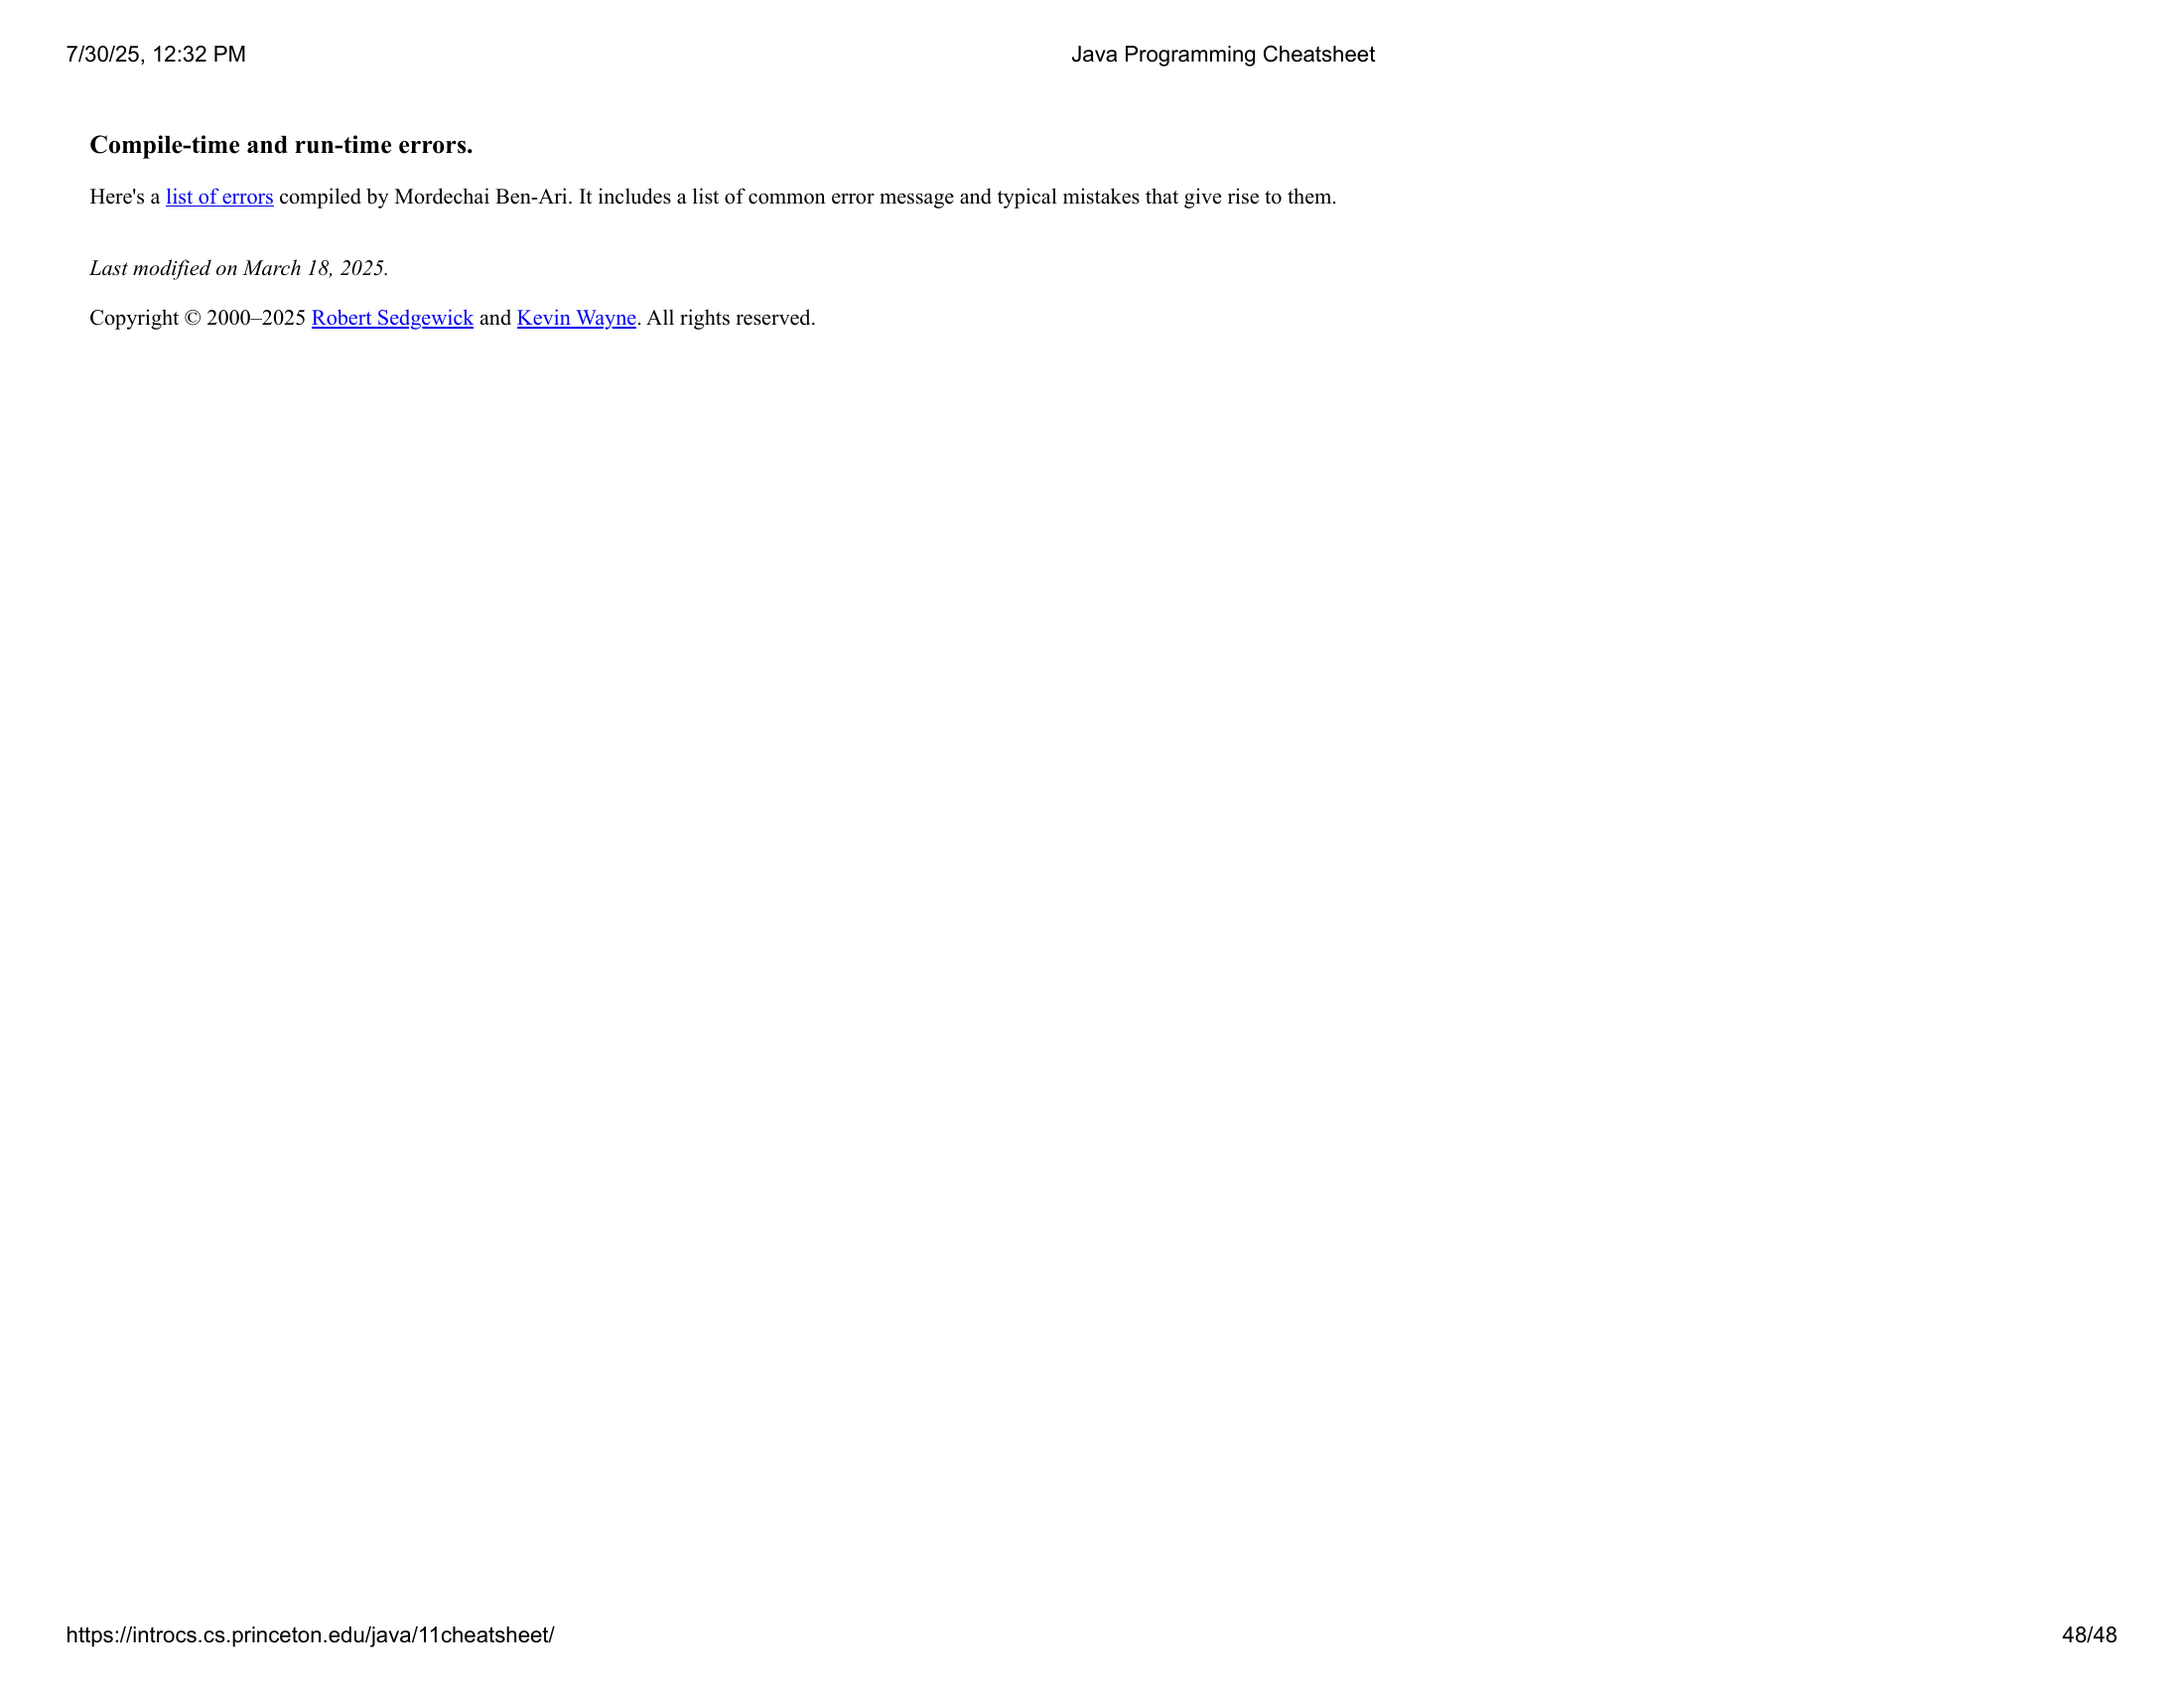 7/30/25, 12:32 PM
Java Programming Cheatsheet
Compile-time and run-time errors.
Here's a list of errors compiled by Mordechai Ben-Ari. It includes a list of common error message and typical mistakes that give rise to them.
Last modified on March 18, 2025.
Copyright © 2000–2025 Robert Sedgewick and Kevin Wayne. All rights reserved.
https://introcs.cs.princeton.edu/java/11cheatsheet/
48/48